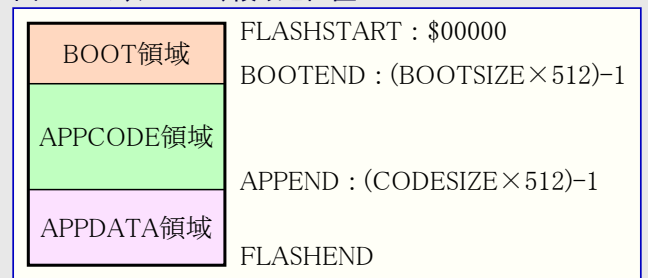 FLASHSTART : $00000
BOOT領域
BOOTEND : (BOOTSIZE×512)-1
APPCODE領域
APPEND : (CODESIZE×512)-1
APPDATA領域
FLASHEND